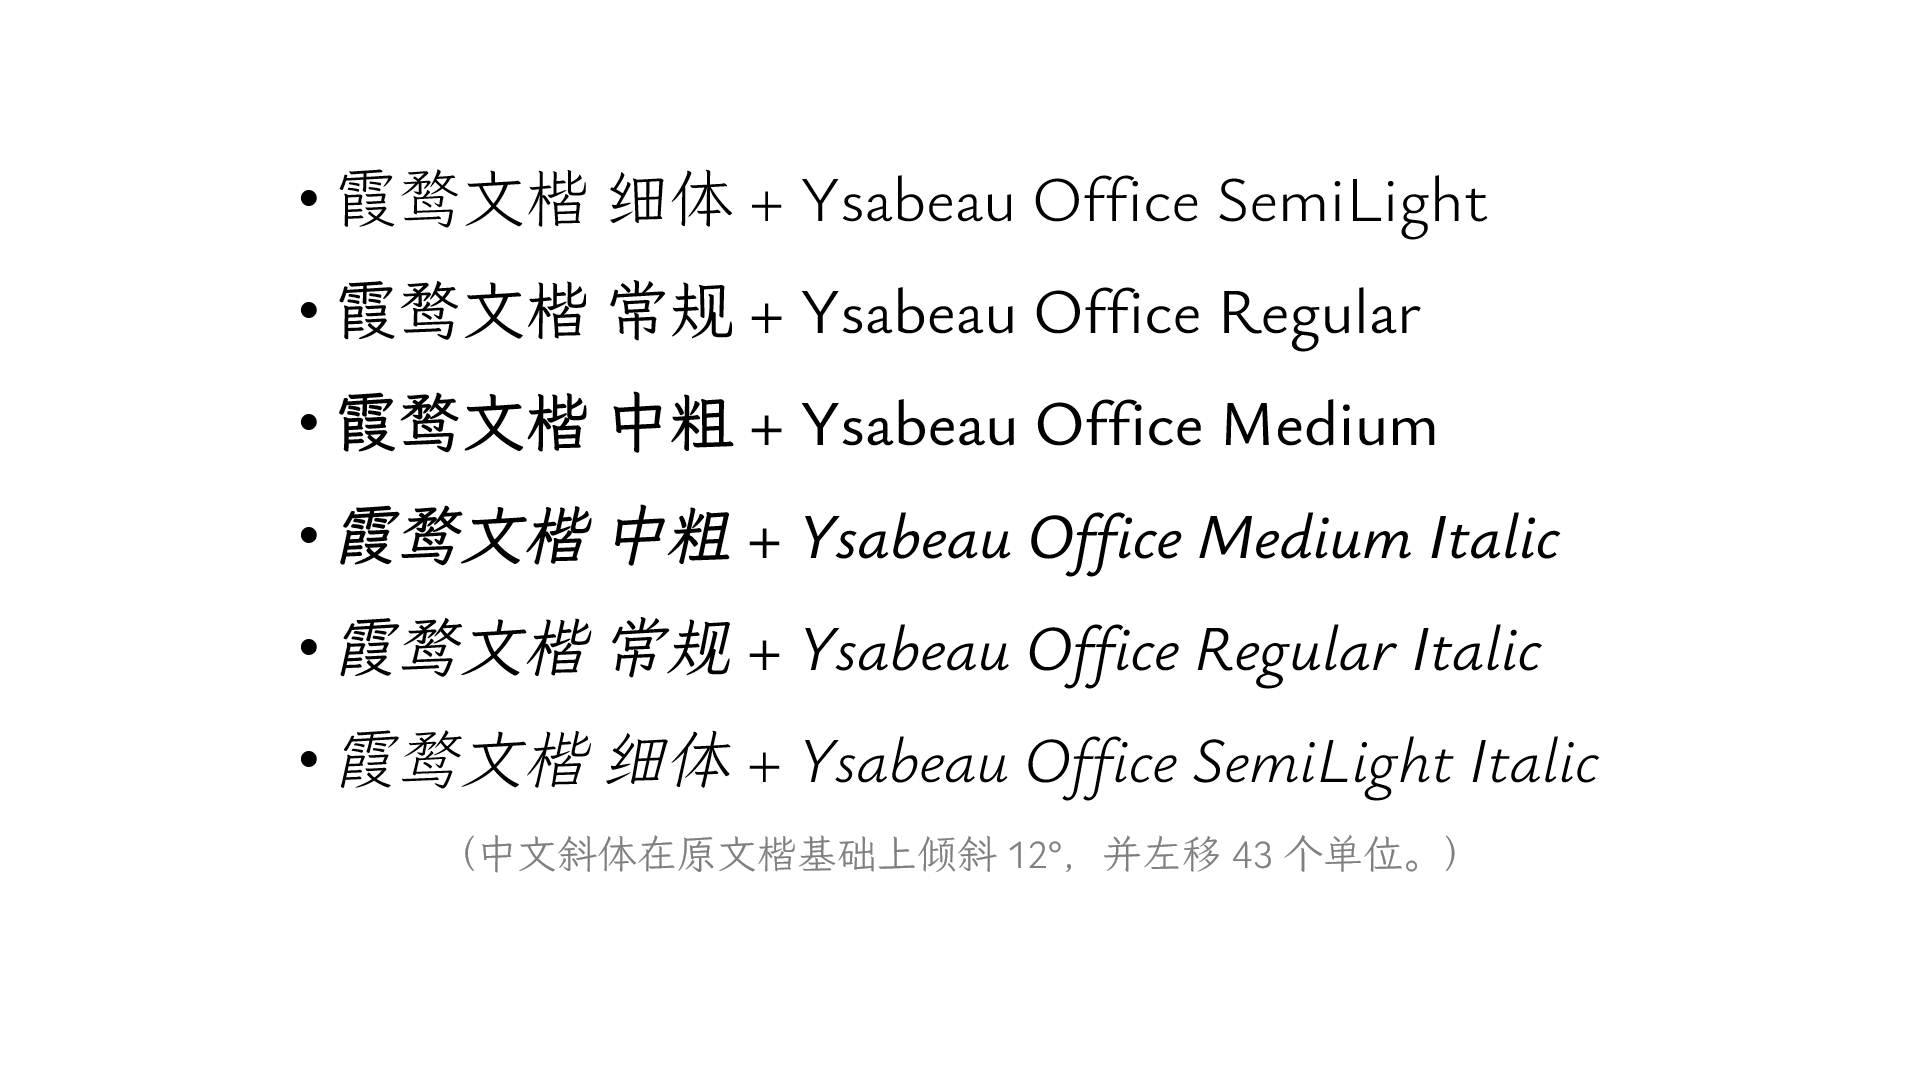 • 霞鹜文楷 细体 + Ysabeau Office SemiLight
• 霞鹜文楷 常规 + Ysabeau Office Regular
• 霞鹜文楷 中粗 + Ysabeau Office Medium
• 霞鹜文楷 中粗 + Ysabeau Office Medium Italic
• 霞鹜文楷 常规 + Ysabeau Office Regular Italic
• 霞鹜文楷 细体 + Ysabeau Office SemiLight Italic
（中文斜体在原文楷基础上倾斜 12°，并左移 43 个单位。）